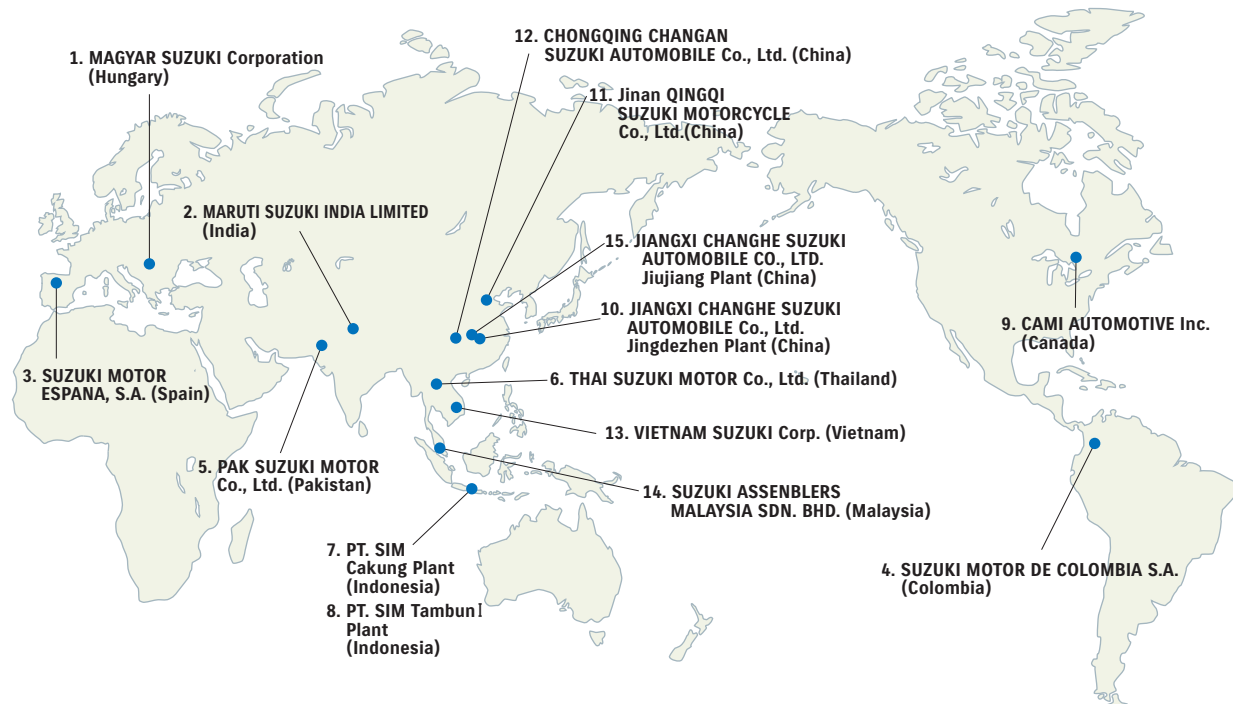 1. MAGYAR SUZUKI Corporation
(Hungary)
12. CHONGQING CHANGAN
SUZUKI AUTOMOBILE Co., Ltd. (China)
11. Jinan QINGQI
SUZUKI MOTORCYCLE
Co., Ltd.(China)
2. MARUTI SUZUKI INDIA LIMITED
(India)
15. JIANGXI CHANGHE SUZUKI
AUTOMOBILE CO., LTD.
Jiujiang Plant (China)
10. JIANGXI CHANGHE SUZUKI
AUTOMOBILE Co., Ltd.
Jingdezhen Plant (China)
9. CAMI AUTOMOTIVE Inc.
(Canada)
3. SUZUKI MOTOR
ESPANA, S.A. (Spain)
6. THAI SUZUKI MOTOR Co., Ltd. (Thailand)
13. VIETNAM SUZUKI Corp. (Vietnam)
5. PAK SUZUKI MOTOR
Co., Ltd. (Pakistan)
14. SUZUKI ASSENBLERS
MALAYSIA SDN. BHD. (Malaysia)
7. PT. SIM
Cakung Plant
(Indonesia)
8. PT. SIM Tambun I
Plant
(Indonesia)
4. SUZUKI MOTOR DE COLOMBIA S.A.
(Colombia)